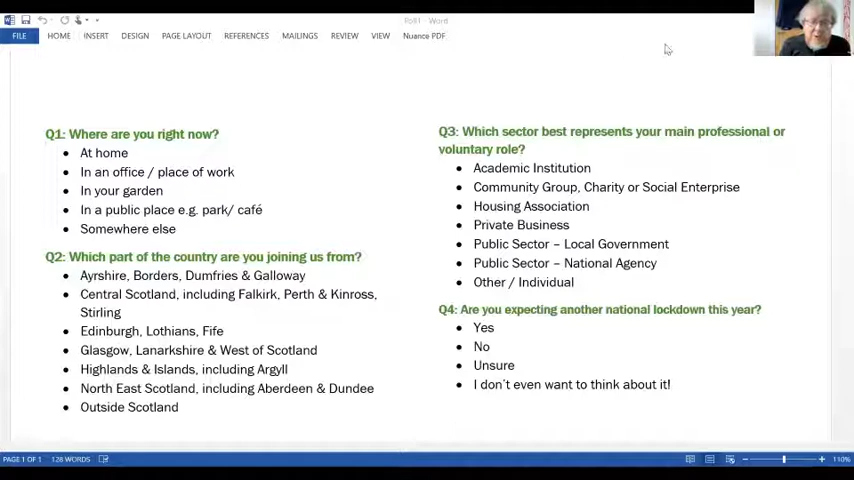 Poll1 - Word
FILE HOME INSERT DESIGN PAGE LAYOUT REFERENCES MAILINGS REVIEW VIEW Nuance PDF
Q1: Where are you right now?
• At home
• In an office / place of work
• In your garden
• In a public place e.g. park/ café
• Somewhere else
Q2: Which part of the country are you joining us from?
• Ayrshire, Borders, Dumfries & Galloway
• Central Scotland, including Falkirk, Perth & Kinross,
Stirling
• Edinburgh, Lothians, Fife
• Glasgow, Lanarkshire & West of Scotland
• Highlands & Islands, including Argyll
• North East Scotland, including Aberdeen & Dundee
• Outside Scotland
Q3: Which sector best represents your main professional or
voluntary role?
• Academic Institution
• Community Group, Charity or Social Enterprise
• Housing Association
• Private Business
• Public Sector – Local Government
• Public Sector – National Agency
• Other / Individual
Q4: Are you expecting another national lockdown this year?
• Yes
• No
• Unsure
• I don't even want to think about it!
PAGE 1 OF 1 128 WORDS 110%